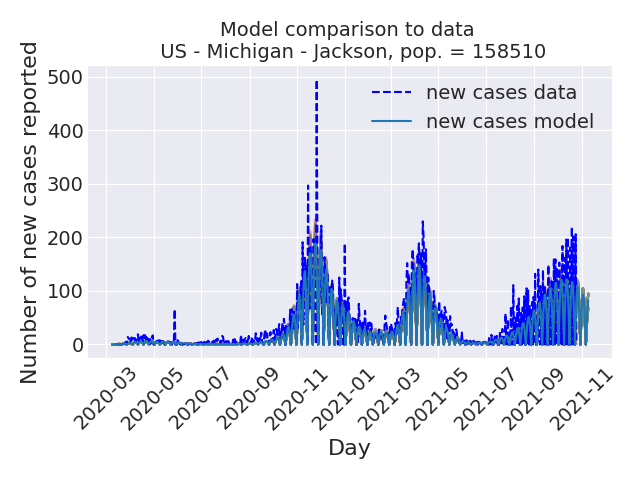 Model comparison to data
US - Michigan - Jackson, pop. = 158510
Number of new cases reported
500
400
300
200
100
0
new cases data
new cases model
2020-03
2020-05
2020-07
2020-09
2020-11
2021-01
2021-03
2021-05
2021-07
2021-09
2021-11
Day